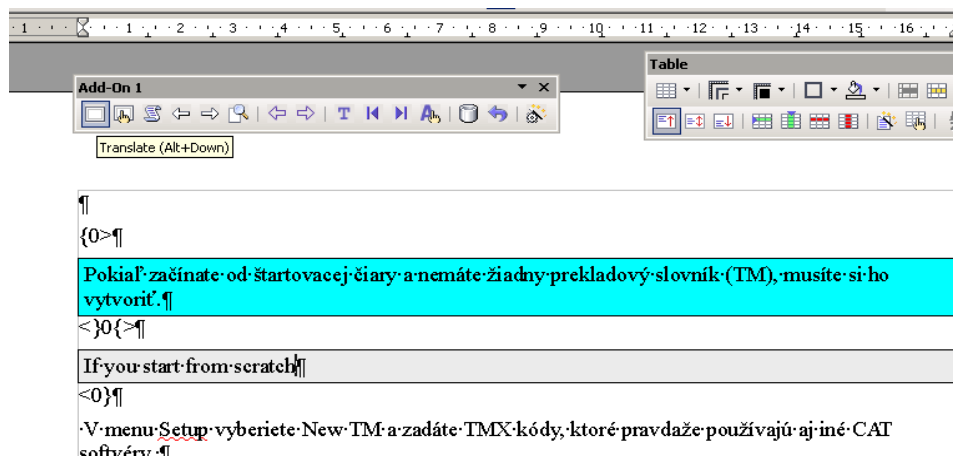 1 1 2 3 4 5 6 7 8 9 10 11 12 13 14 15 16
Table
Add-On 1
T A
Translate (Alt+Down)
¶
{0>¶
Pokiaľ·začínate·od·štartovacej·čiary·a·nemáte·žiadny·prekladový·slovník·(TM),·musíte·si·ho
vytvoriť.¶
<}0{>¶
If·you·start·from·scratch¶
<0}¶
·V·menu·Setup·vyberiete·New·TM·a·zadáte·TMX·kódy,·ktoré·pravdaže·používajú·aj·iné·CAT
softvéry.·¶